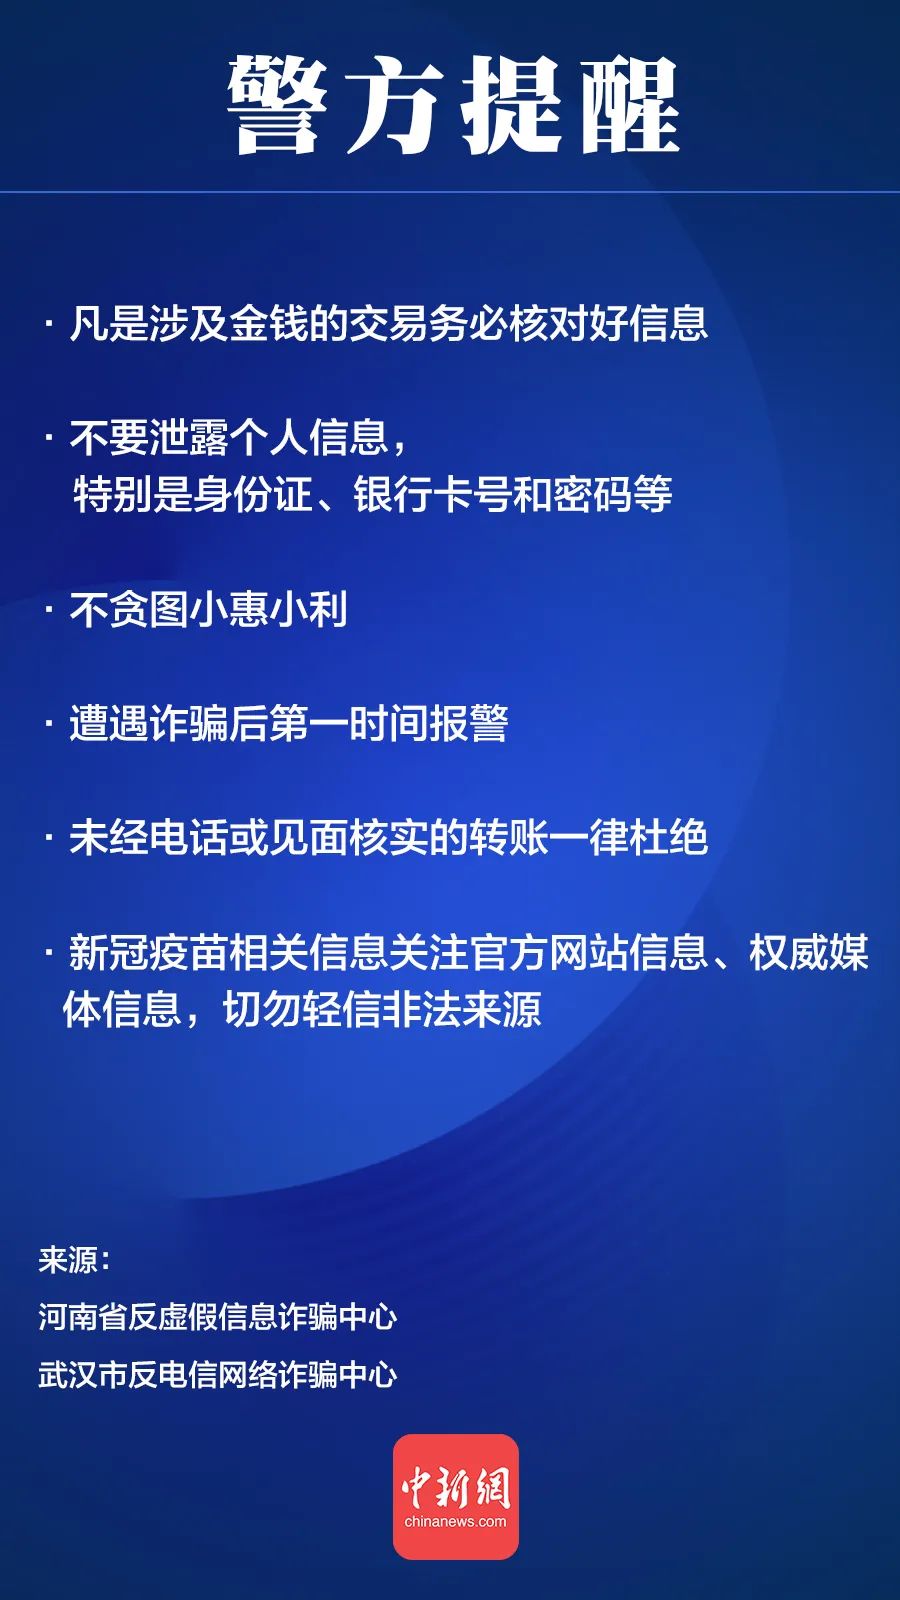 警方提醒
· 凡是涉及金钱的交易务必核对好信息
· 不要泄露个人信息，
特别是身份证、银行卡号和密码等
· 不贪图小惠小利
· 遭遇诈骗后第一时间报警
· 未经电话或见面核实的转账一律杜绝
· 新冠疫苗相关信息关注官方网站信息、权威媒
体信息，切勿轻信非法来源
来源：
河南省反虚假信息诈骗中心
武汉市反电信网络诈骗中心
中新網
chinanews.com